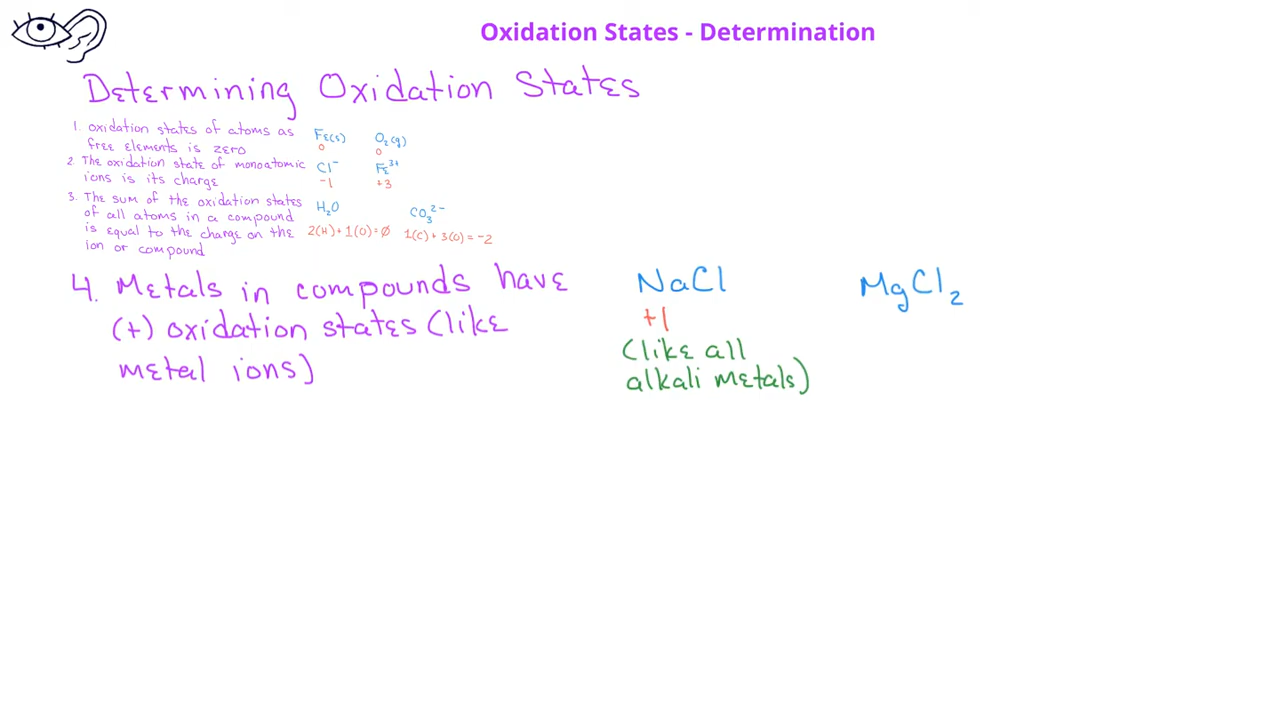 Oxidation States - Determination
Determining Oxidation States
1. oxidation states of atoms as
free elements is zero
Fe(s) O₂(g)
0 0
2. The oxidation state of monoatomic
ions is its charge
Cl⁻ Fe³⁺
-1 +3
3. The sum of the oxidation states
of all atoms in a compound
is equal to the charge on the
ion or compound
H₂O CO₃²⁻
2(H)+1(O)=∅ 1(C)+3(O)=-2
4. Metals in compounds have
(+) oxidation states (like
metal ions)
NaCl MgCl₂
+1
(like all
alkali metals)